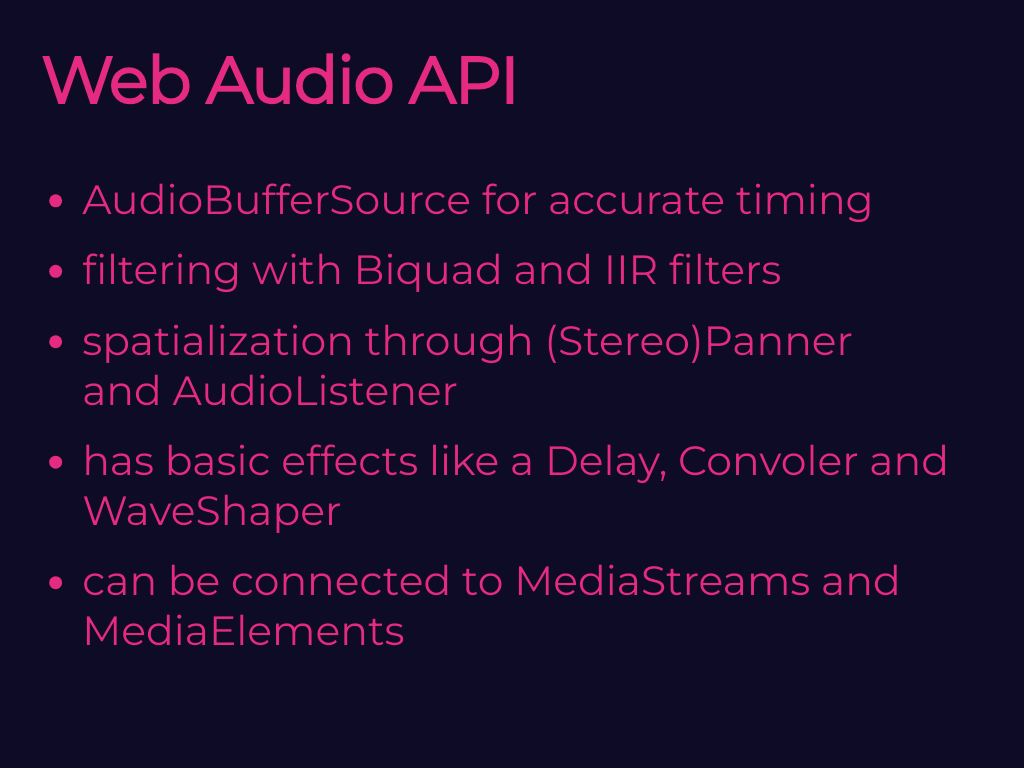 Web Audio API
• AudioBufferSource for accurate timing
• filtering with Biquad and IIR filters
• spatialization through (Stereo)Panner
and AudioListener
• has basic effects like a Delay, Convoler and
WaveShaper
• can be connected to MediaStreams and
MediaElements